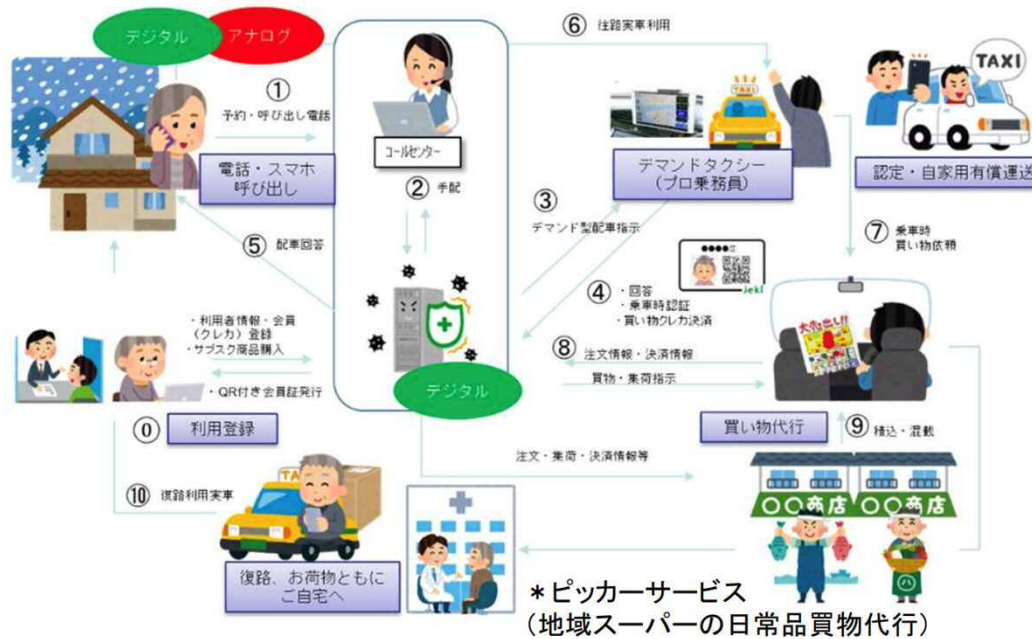 デジタル
アナログ
①
予約・呼び出し電話
電話・スマホ
呼び出し
コールセンター
② 手配
⑥ 往路実車利用
TAXI
デマンドタクシー
(プロ乗務員)
TAXI
認定・自家用有償運送
③
デマンド型配車指示
⑤ 配車回答
④ ・回答
・乗車時認証
・買い物クレカ決済
jekl
⑦ 乗車時
買い物依頼
・利用者情報・会員
(クレカ)登録
・サブスク商品購入
・QR付き会員証発行
⓪ 利用登録
デジタル
⑧ 注文情報・決済情報
買物・集荷指示
大売出し!!
買い物代行
⑨ 積込・混載
注文・集荷・決済情報等
〇〇商店
〇〇商店
⑩ 復路利用実車
TAXI
復路、お荷物ともに
ご自宅へ
*ピッカーサービス
(地域スーパーの日常品買物代行)